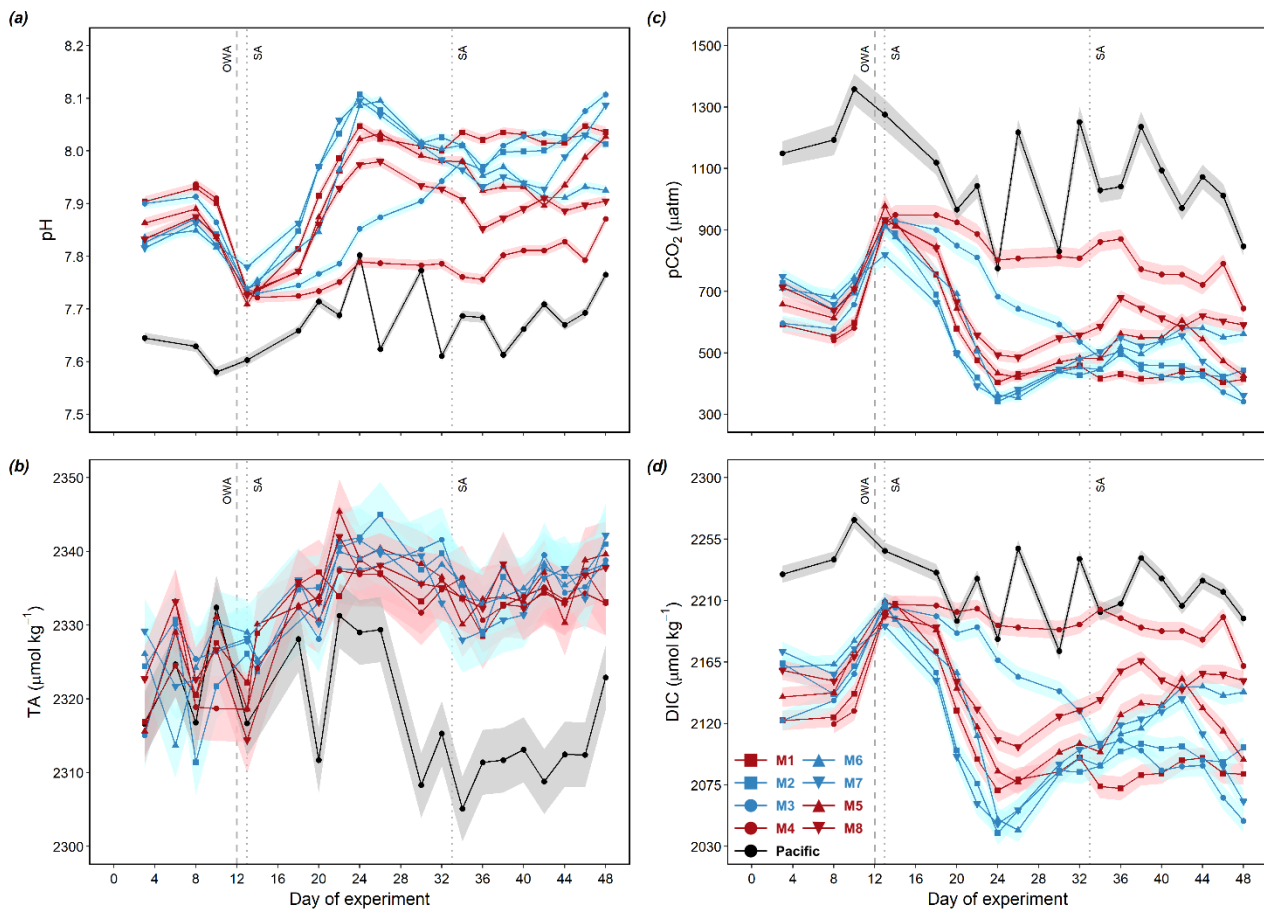 (a)
8.2
8.1
8.0
7.9
7.8
7.7
7.6
7.5
pH
OWA
SA
SA
(c)
1500
1300
1100
900
700
500
300
pCO₂ (µatm)
OWA
SA
SA
(b)
2350
2340
2330
2320
2310
2300
TA (µmol kg⁻¹)
OWA
SA
SA
0 4 8 12 16 20 24 28 32 36 40 44 48
Day of experiment
(d)
2300
2255
2210
2165
2120
2075
2030
DIC (µmol kg⁻¹)
OWA
SA
SA
M1 M6
M2 M7
M3 M5
M4 M8
Pacific
0 4 8 12 16 20 24 28 32 36 40 44 48
Day of experiment